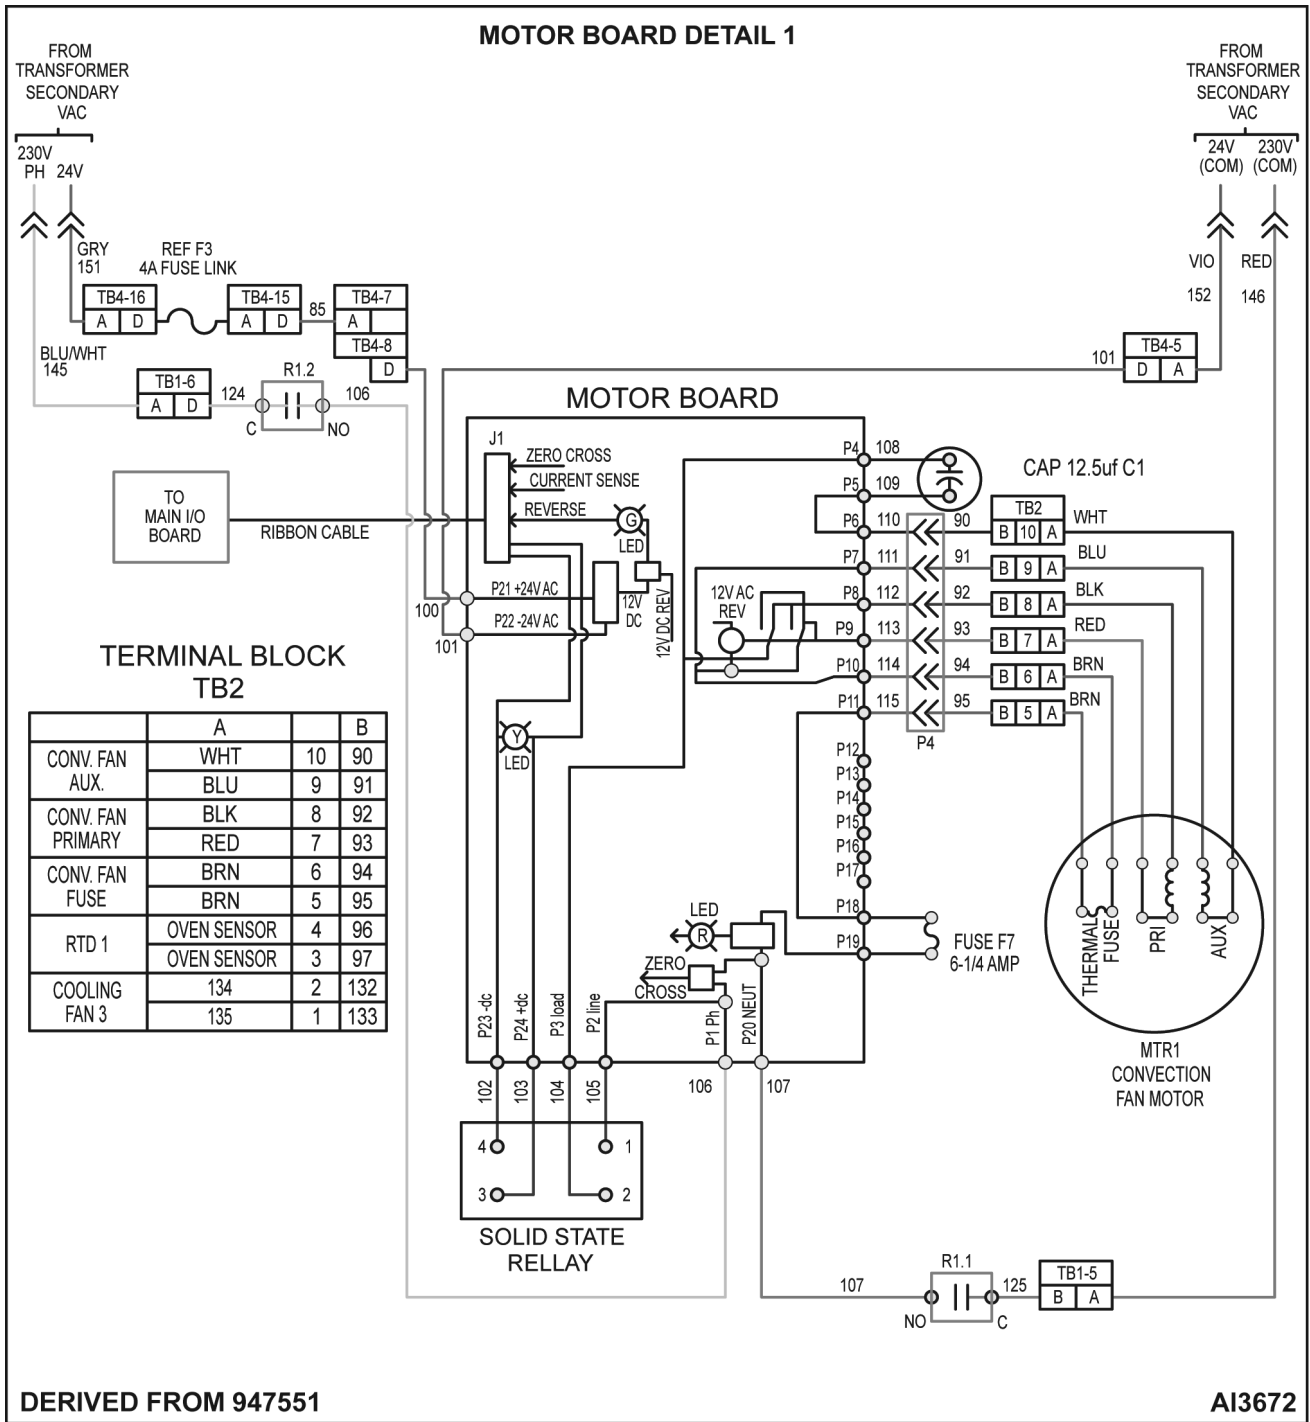 MOTOR BOARD DETAIL 1
FROM
TRANSFORMER
SECONDARY
VAC
230V
PH
24V
FROM
TRANSFORMER
SECONDARY
VAC
24V
(COM)
230V
(COM)
GRY
151
REF F3
4A FUSE LINK
TB4-16
A D
TB4-15
A D
85
TB4-7
A
TB4-8
D
VIO
152
RED
146
BLU/WHT
145
TB1-6
A D
124
R1.2
C
NO
106
101
TB4-5
D A
MOTOR BOARD
TO
MAIN I/O
BOARD
RIBBON CABLE
J1
ZERO CROSS
CURRENT SENSE
REVERSE
G
LED
P21 +24V AC
P22 -24V AC
12V
DC
12V DC REV
100
101
12V AC
REV
P4 108
P5 109
P6 110
P7 111
P8 112
P9 113
P10 114
P11 115
P12
P13
P14
P15
P16
P17
P18
P19
CAP 12.5uf C1
TB2
90 B 10 A WHT
91 B 9 A BLU
92 B 8 A BLK
93 B 7 A RED
94 B 6 A BRN
95 B 5 A BRN
P4
TERMINAL BLOCK
TB2
A B
CONV. FAN
AUX.
WHT 10 90
BLU 9 91
CONV. FAN
PRIMARY
BLK 8 92
RED 7 93
CONV. FAN
FUSE
BRN 6 94
BRN 5 95
RTD 1
OVEN SENSOR 4 96
OVEN SENSOR 3 97
COOLING
FAN 3
134 2 132
135 1 133
Y
LED
LED
R
ZERO
CROSS
FUSE F7
6-1/4 AMP
THERMAL
FUSE
PRI
AUX
MTR1
CONVECTION
FAN MOTOR
P23 -dc
P24 +dc
P3 load
P2 line
P1 Ph
P20 NEUT
102
103
104
105
106
107
4
1
3
2
SOLID STATE
RELLAY
107
R1.1
NO
C
125
TB1-5
B A
DERIVED FROM 947551
AI3672